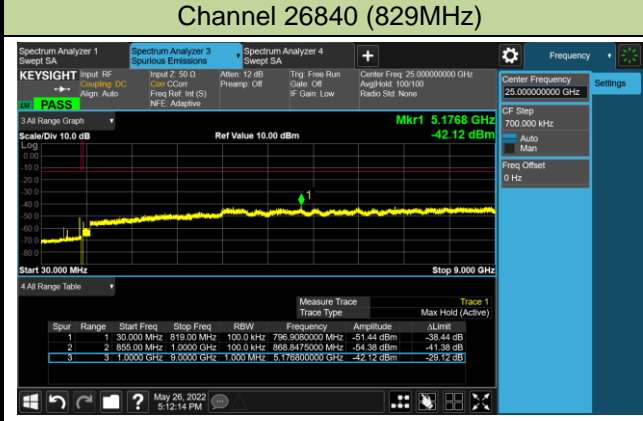 Channel 26840 (829MHz)
Spectrum Analyzer 1
Swept SA
Spectrum Analyzer 3
Spurious Emissions
Spectrum Analyzer 4
Swept SA
+
Frequency
KEYSIGHT
Input: RF
Coupling: DC
Align: Auto
Input Z: 50 Ω
Corr CCorr
Freq Ref: Int (S)
NFE: Adaptive
Atten: 12 dB
Preamp: Off
Trig: Free Run
Gate: Off
IF Gain: Low
Center Freq: 25.000000000 GHz
Avg|Hold: 100/100
Radio Std: None
PASS
Center Frequency
25.000000000 GHz
Settings
CF Step
700.000 kHz
Auto
Man
Freq Offset
0 Hz
3 All Range Graph
Mkr1 5.1768 GHz
Scale/Div 10.0 dB
Ref Value 10.00 dBm
-42.12 dBm
Log
0.00
-10.0
-20.0
-30.0
-40.0
-50.0
-60.0
-70.0
-80.0
1
Start 30.000 MHz
Stop 9.000 GHz
4 All Range Table
Measure Trace Trace 1
Trace Type Max Hold (Active)
Spur Range Start Freq Stop Freq RBW Frequency Amplitude ΔLimit
1 1 30.000 MHz 819.00 MHz 100.0 kHz 796.9080000 MHz -51.44 dBm -38.44 dB
2 2 855.00 MHz 1.0000 GHz 100.0 kHz 868.8475000 MHz -54.38 dBm -41.38 dB
3 3 1.0000 GHz 9.0000 GHz 1.000 MHz 5.176800000 GHz -42.12 dBm -29.12 dB
?
May 26, 2022
5:12:14 PM